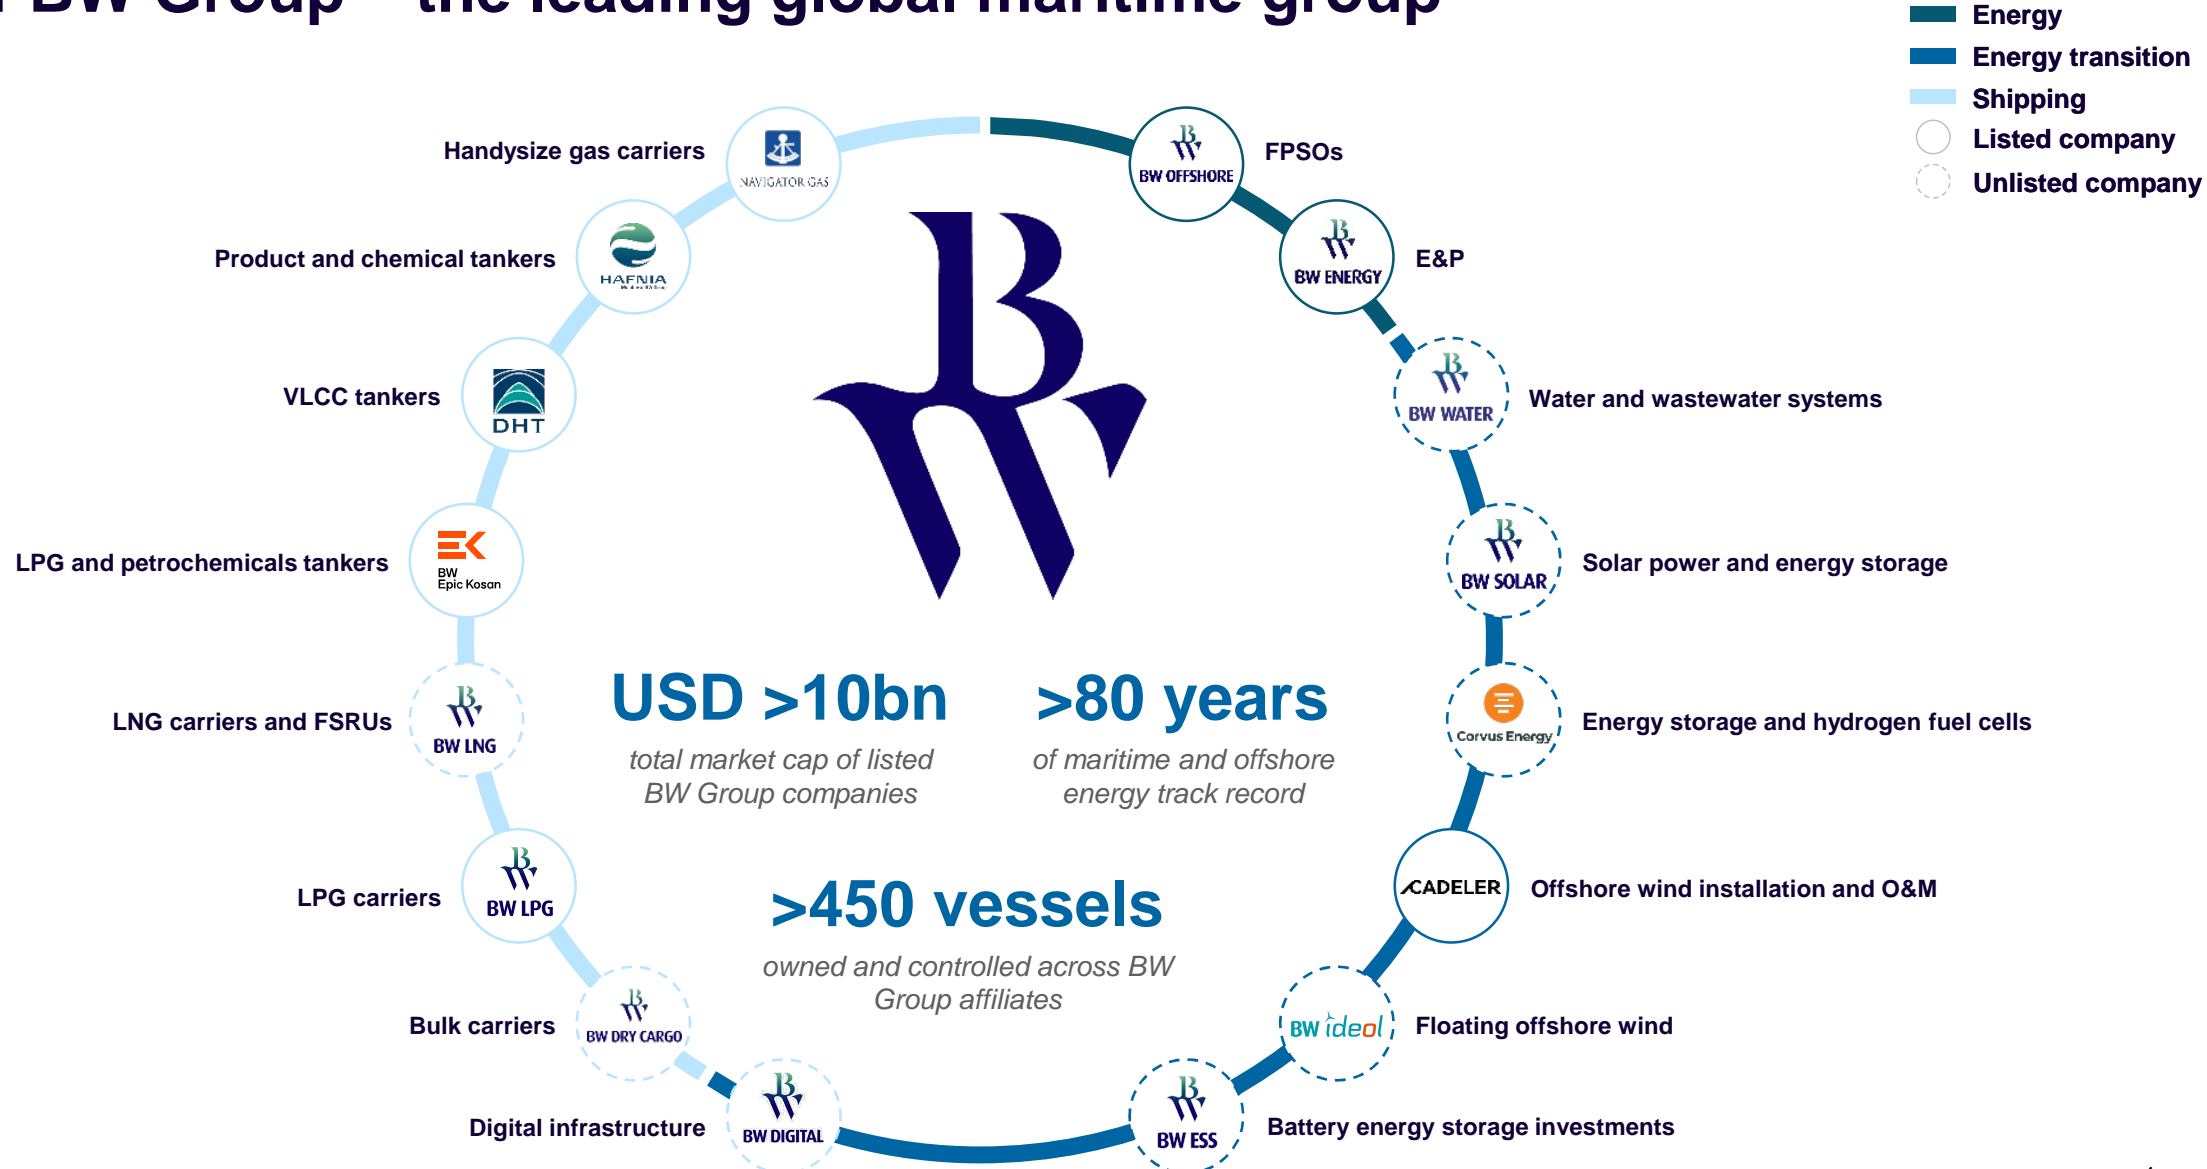 BW Group – the leading global maritime group
Energy
Energy transition
Shipping
Listed company
Unlisted company
Handysize gas carriers
NAVIGATOR GAS
BW OFFSHORE
FPSOs
Product and chemical tankers
HAFNIA
BW ENERGY
E&P
VLCC tankers
DHT
BW WATER
Water and wastewater systems
LPG and petrochemicals tankers
BW
Epic Kosan
BW SOLAR
Solar power and energy storage
LNG carriers and FSRUs
BW LNG
USD >10bn
total market cap of listed
BW Group companies
>80 years
of maritime and offshore
energy track record
Corvus Energy
Energy storage and hydrogen fuel cells
LPG carriers
BW LPG
>450 vessels
owned and controlled across BW
Group affiliates
CADELER
Offshore wind installation and O&M
Bulk carriers
BW DRY CARGO
BW ideol
Floating offshore wind
Digital infrastructure
BW DIGITAL
BW ESS
Battery energy storage investments